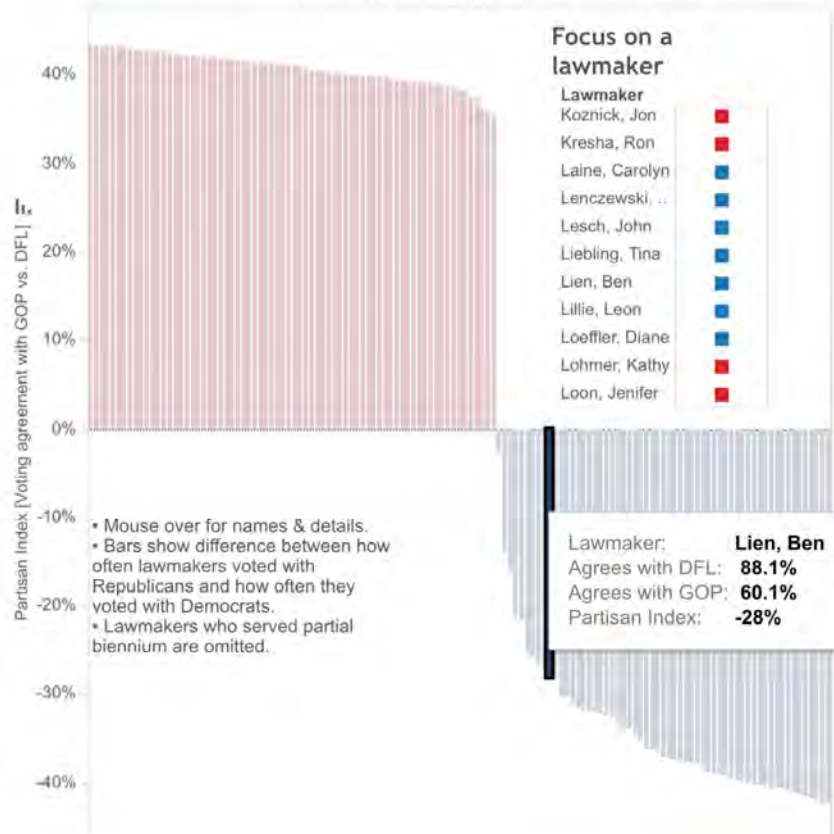 Focus on a
lawmaker
Lawmaker
Koznick, Jon
Kresha, Ron
Laine, Carolyn
Lenczewski, ..
Lesch, John
Liebling, Tina
Lien, Ben
Lillie, Leon
Loeffler, Diane
Lohmer, Kathy
Loon, Jenifer
Partisan Index [Voting agreement with GOP vs. DFL]
40%
30%
20%
10%
0%
-10%
-20%
-30%
-40%
• Mouse over for names & details.
• Bars show difference between how
often lawmakers voted with
Republicans and how often they
voted with Democrats.
• Lawmakers who served partial
biennium are omitted.
Lawmaker: Lien, Ben
Agrees with DFL: 88.1%
Agrees with GOP: 60.1%
Partisan Index: -28%